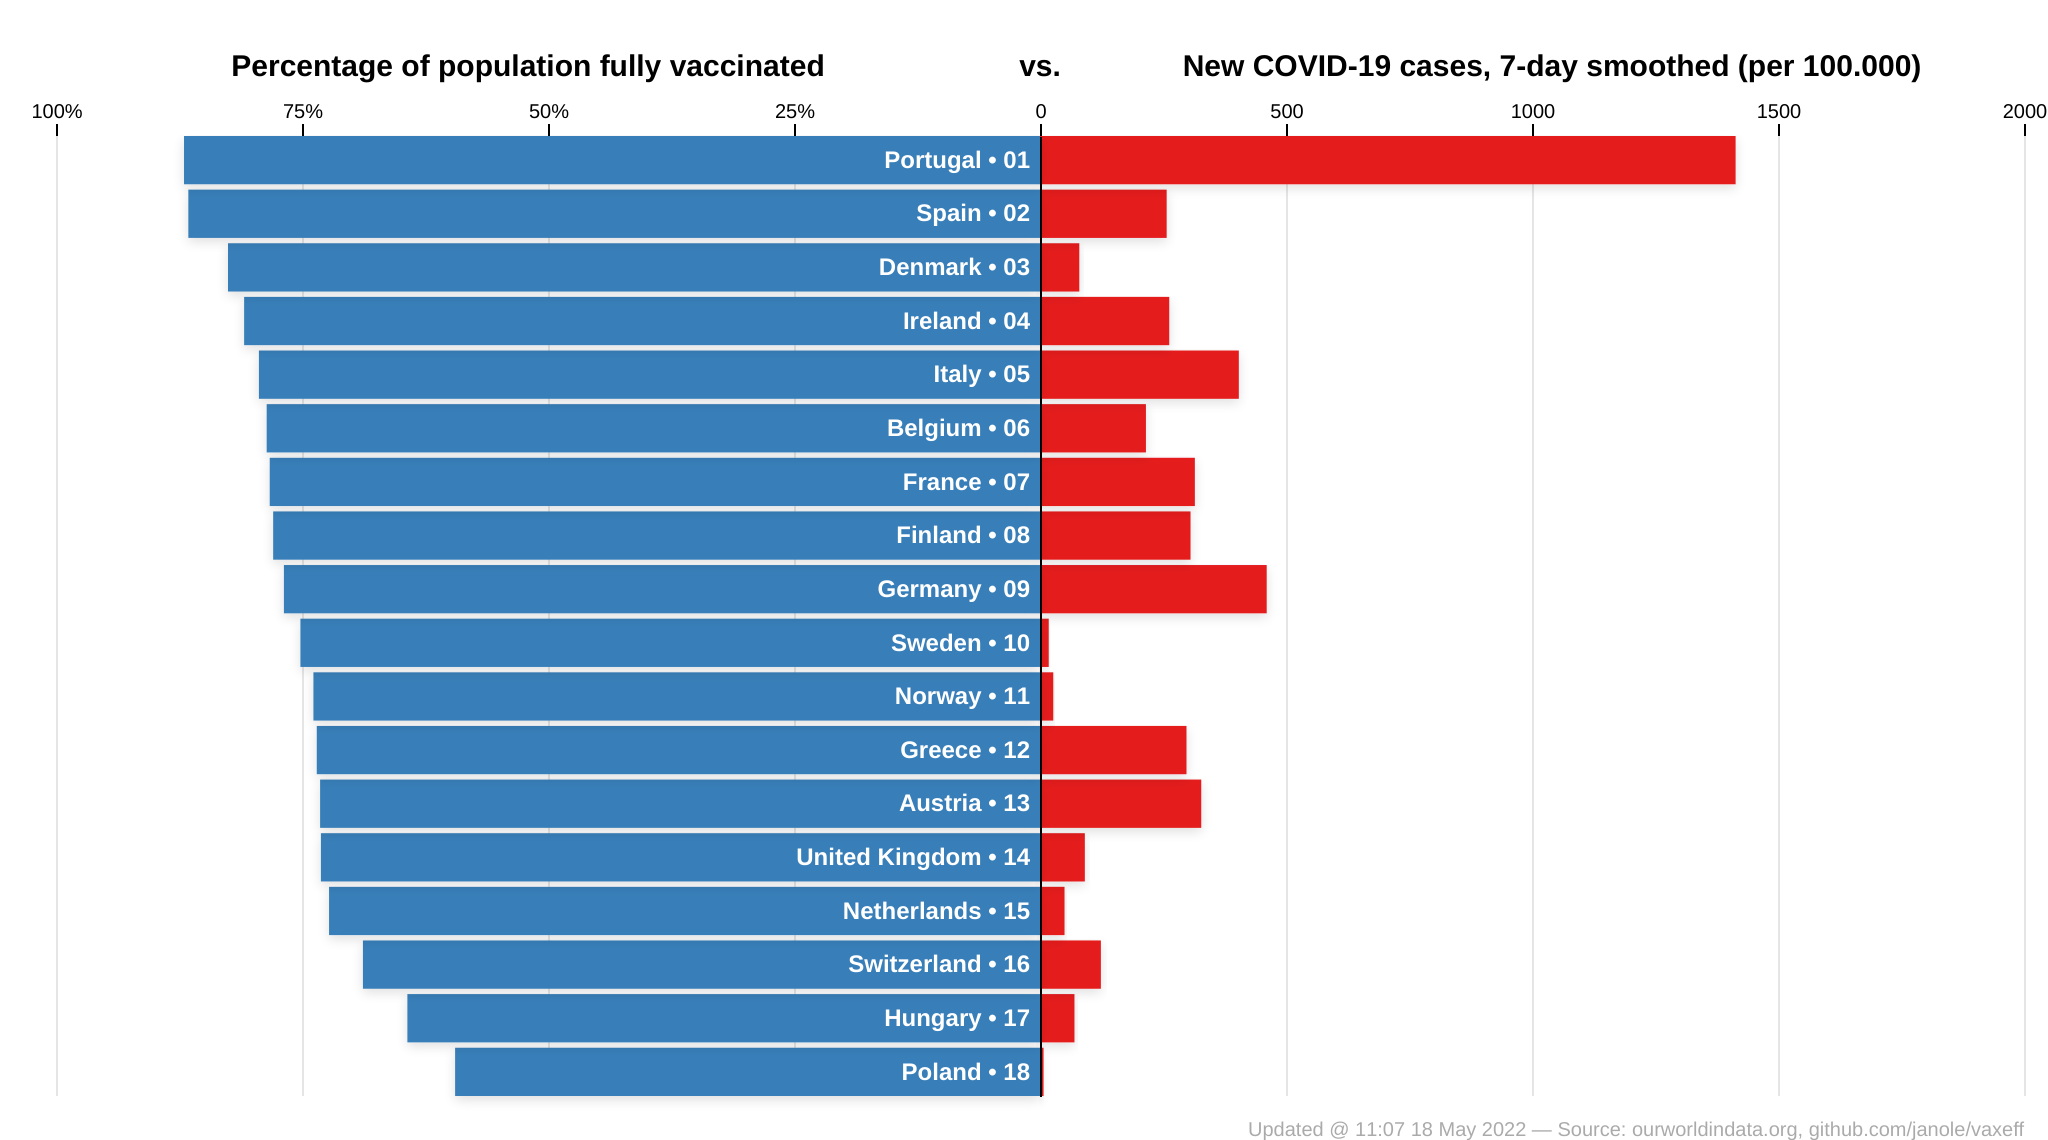 Percentage of population fully vaccinated vs. New COVID-19 cases, 7-day smoothed (per 100.000)
100% 75% 50% 25% 0 500 1000 1500 2000
Portugal • 01
Spain • 02
Denmark • 03
Ireland • 04
Italy • 05
Belgium • 06
France • 07
Finland • 08
Germany • 09
Sweden • 10
Norway • 11
Greece • 12
Austria • 13
United Kingdom • 14
Netherlands • 15
Switzerland • 16
Hungary • 17
Poland • 18
Updated @ 11:07 18 May 2022 — Source: ourworldindata.org, github.com/janole/vaxeff